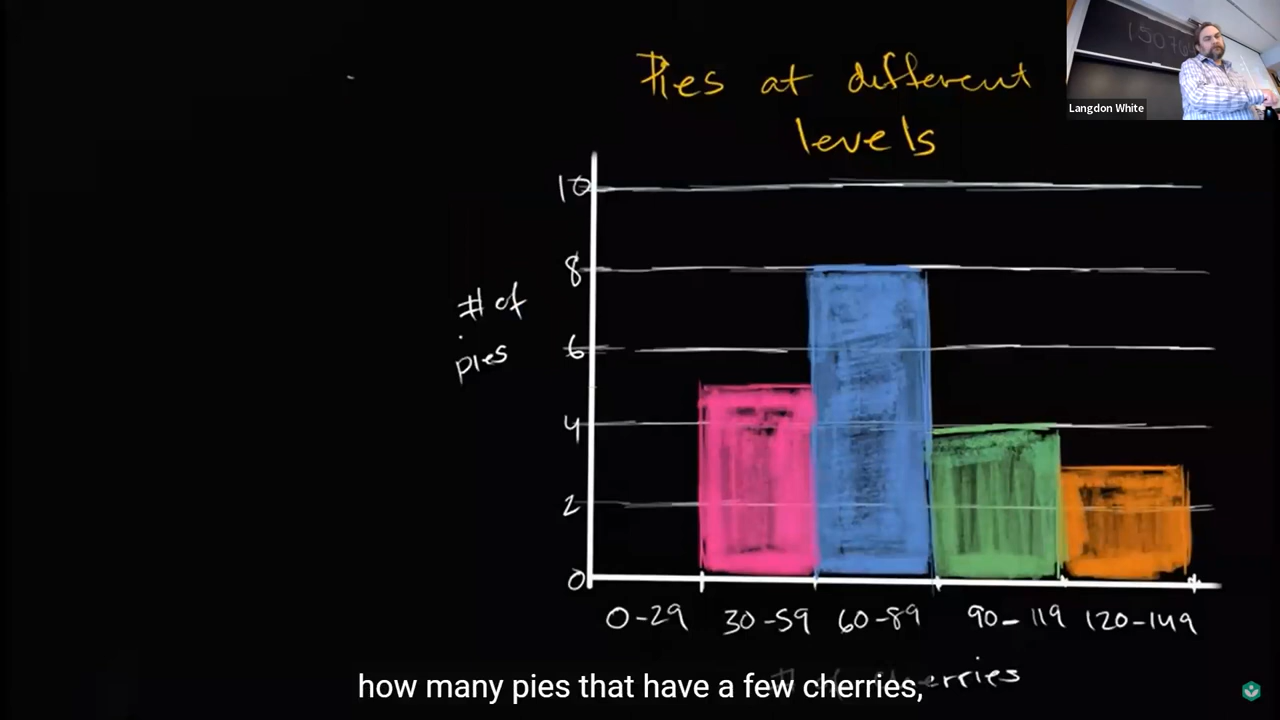 Pies at different
levels
Langdon White
10
8
# of
pies
6
4
2
0
0-29 30-59 60-89 90-119 120-149
how many pies that have a few cherries,